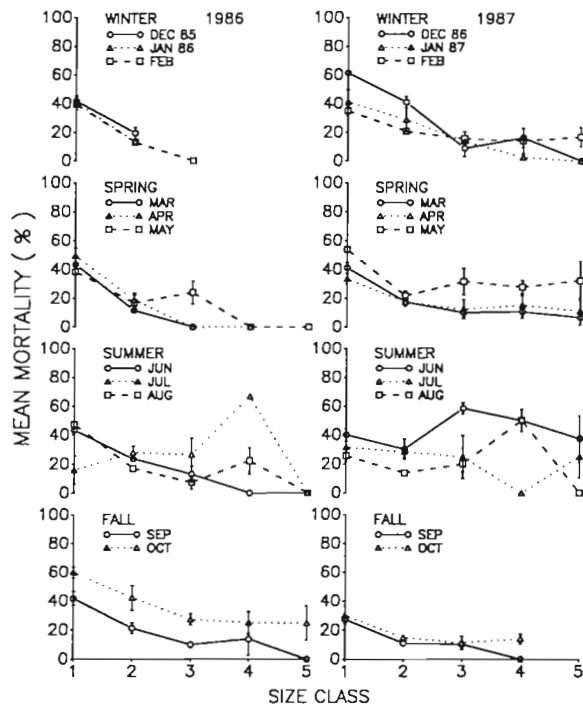 WINTER 1986
DEC 85
JAN 86
FEB
100
80
60
40
20
0
WINTER 1987
DEC 86
JAN 87
FEB
100
80
60
40
20
0
SPRING
MAR
APR
MAY
100
80
60
40
20
0
SPRING
MAR
APR
MAY
100
80
60
40
20
0
SUMMER
JUN
JUL
AUG
100
80
60
40
20
0
SUMMER
JUN
JUL
AUG
100
80
60
40
20
0
FALL
SEP
OCT
100
80
60
40
20
0
1 2 3 4 5
FALL
SEP
OCT
100
80
60
40
20
0
1 2 3 4 5
MEAN MORTALITY ( % )
SIZE CLASS